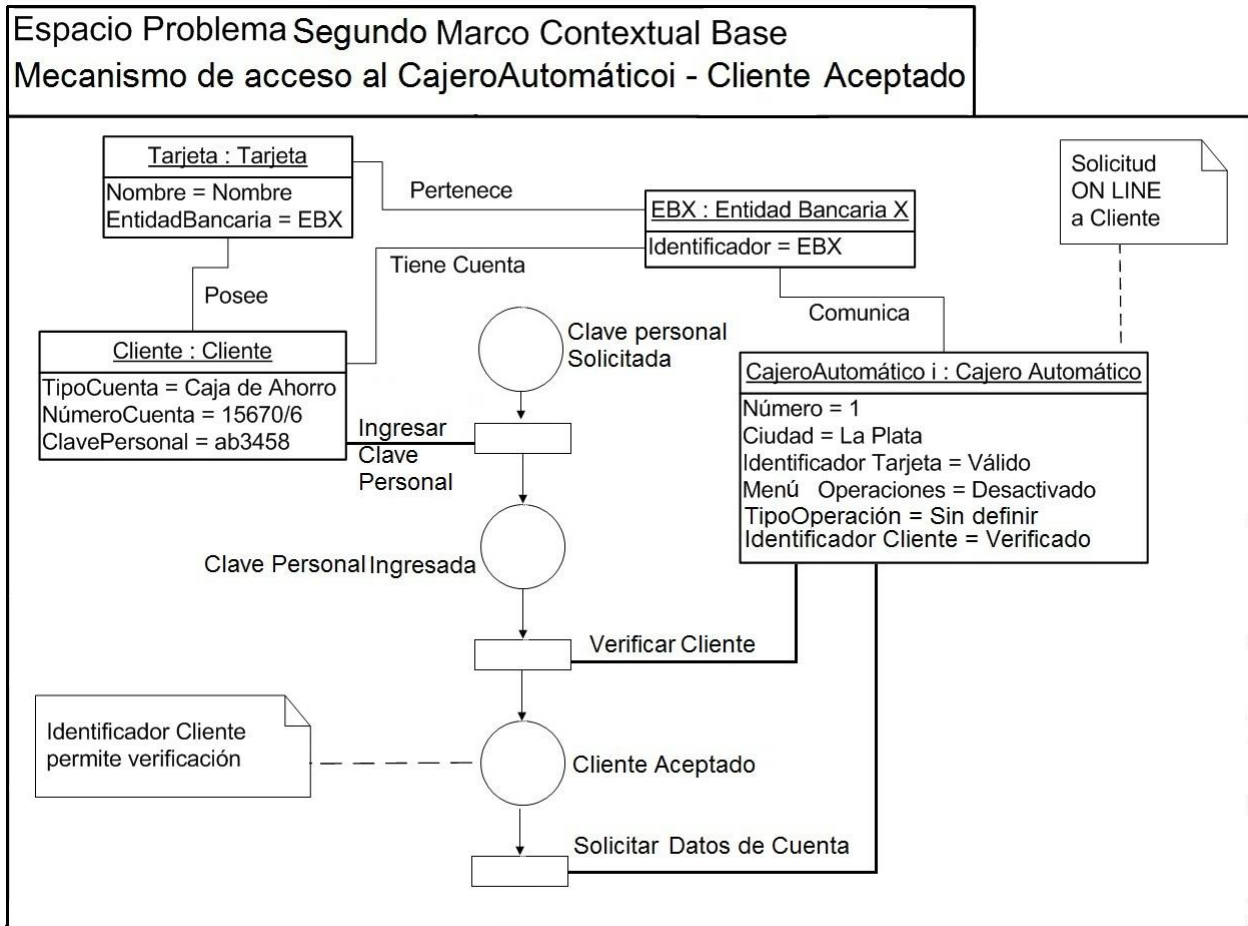 Espacio Problema Segundo Marco Contextual Base
Mecanismo de acceso al CajeroAutomáticoi - Cliente Aceptado
Tarjeta : Tarjeta
Nombre = Nombre
EntidadBancaria = EBX
Pertenece
EBX : Entidad Bancaria X
Identificador = EBX
Solicitud
ON LINE
a Cliente
Tiene Cuenta
Posee
Comunica
Cliente : Cliente
TipoCuenta = Caja de Ahorro
NúmeroCuenta = 15670/6
ClavePersonal = ab3458
Clave personal
Solicitada
CajeroAutomático i : Cajero Automático
Número = 1
Ciudad = La Plata
Identificador Tarjeta = Válido
Menú Operaciones = Desactivado
TipoOperación = Sin definir
Identificador Cliente = Verificado
Ingresar
Clave
Personal
Clave Personal Ingresada
Verificar Cliente
Identificador Cliente
permite verificación
Cliente Aceptado
Solicitar Datos de Cuenta